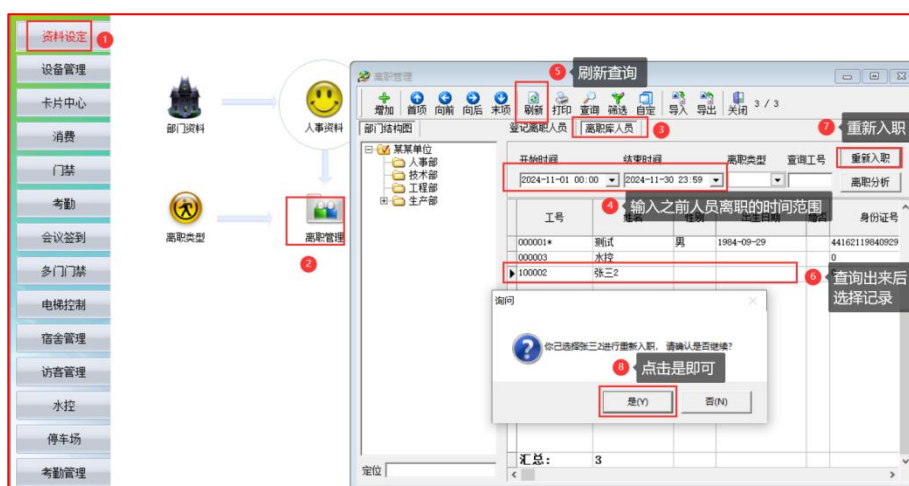 资料设定
1
设备管理
卡片中心
消费
门禁
考勤
会议签到
多门门禁
电梯控制
宿舍管理
访客管理
水控
停车场
考勤管理
部门资料
人事资料
离职类型
离职管理
2
离职管理
5 刷新查询
增加 首项 向前 向后 末项 刷新 打印 查询 筛选 自定 导入 导出 关闭 3 / 3
部门结构图
登记离职人员 离职库人员 3
7 重新入职
某某单位
人事部
技术部
工程部
生产部
开始时间 结束时间 离职类型 查询工号 重新入职
2024-11-01 00:00 2024-11-30 23:59 离职分析
4 输入之前人员离职的时间范围
工号 姓名 性别 出生日期 婚否 身份证号
000001* 测试 男 1984-09-29 44162119840929
000003 水控 0
100002 张三2
6 查询出来后
选择记录
询问
你已选择张三2进行重新入职, 请确认是否继续?
8 点击是即可
是(Y) 否(N)
汇总: 3
定位